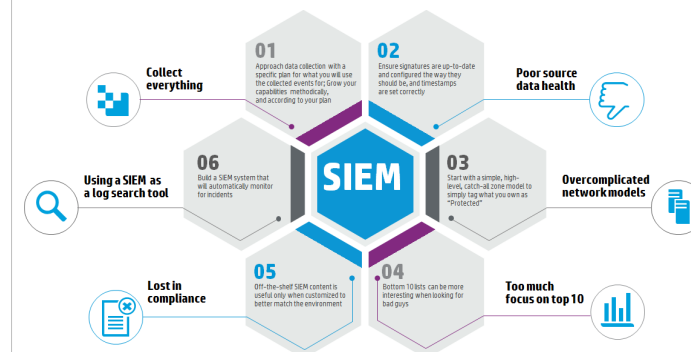 01
Approach data collection with a
specific plan for what you will use
the collected events for; Grow your
capabilities methodically,
and according to your plan
02
Ensure signatures are up-to-date
and configured the way they
should be, and timestamps
are set correctly
Collect
everything
Poor source
data health
06
Build a SIEM system that
will automatically monitor
for incidents
SIEM
03
Start with a simple, high-
level, catch-all zone model to
simply tag what you own as
"Protected"
Using a SIEM as
a log search tool
Overcomplicated
network models
05
Off-the-shelf SIEM content is
useful only when customized to
better match the environment
04
Bottom 10 lists can be more
interesting when looking for
bad guys
Lost in
compliance
Too much
focus on top 10